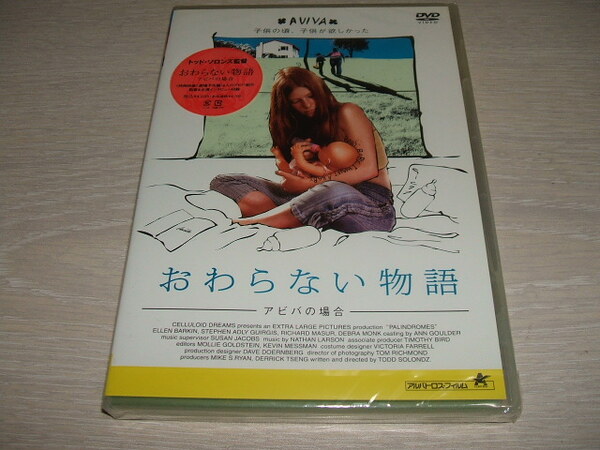 AVIVA
子供の頃、子供が欲しかった
DVD
VIDEO
トッド・ソロンズ監督
おわらない物語
アビバの場合
おわらない物語
アビバの場合
CELLULOID DREAMS presents an EXTRA LARGE PICTURES production "PALINDROMES"
ELLEN BARKIN, STEPHEN ADLY GUIRGIS, RICHARD MASUR, DEBRA MONK casting by ANN GOULDER
music supervisor SUSAN JACOBS music by NATHAN LARSON associate producer TIMOTHY BIRD
editors MOLLIE GOLDSTEIN, KEVIN MESSMAN costume designer VICTORIA FARRELL
production designer DAVE DOERNBERG director of photography TOM RICHMOND
producers MIKE S.RYAN, DERRICK TSENG written and directed by TODD SOLONDZ.
アルバトロス・フィルム